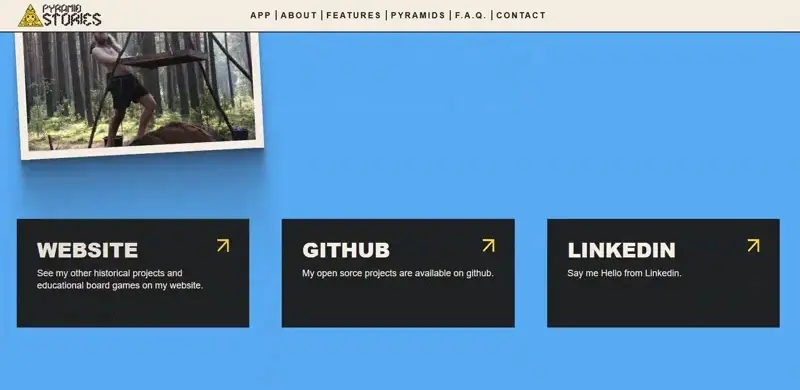 PYRAMID
STORIES
APP | ABOUT | FEATURES | PYRAMIDS | F.A.Q. | CONTACT
WEBSITE
See my other historical projects and
educational board games on my website.
GITHUB
My open sorce projects are available on github.
LINKEDIN
Say me Hello from Linkedin.